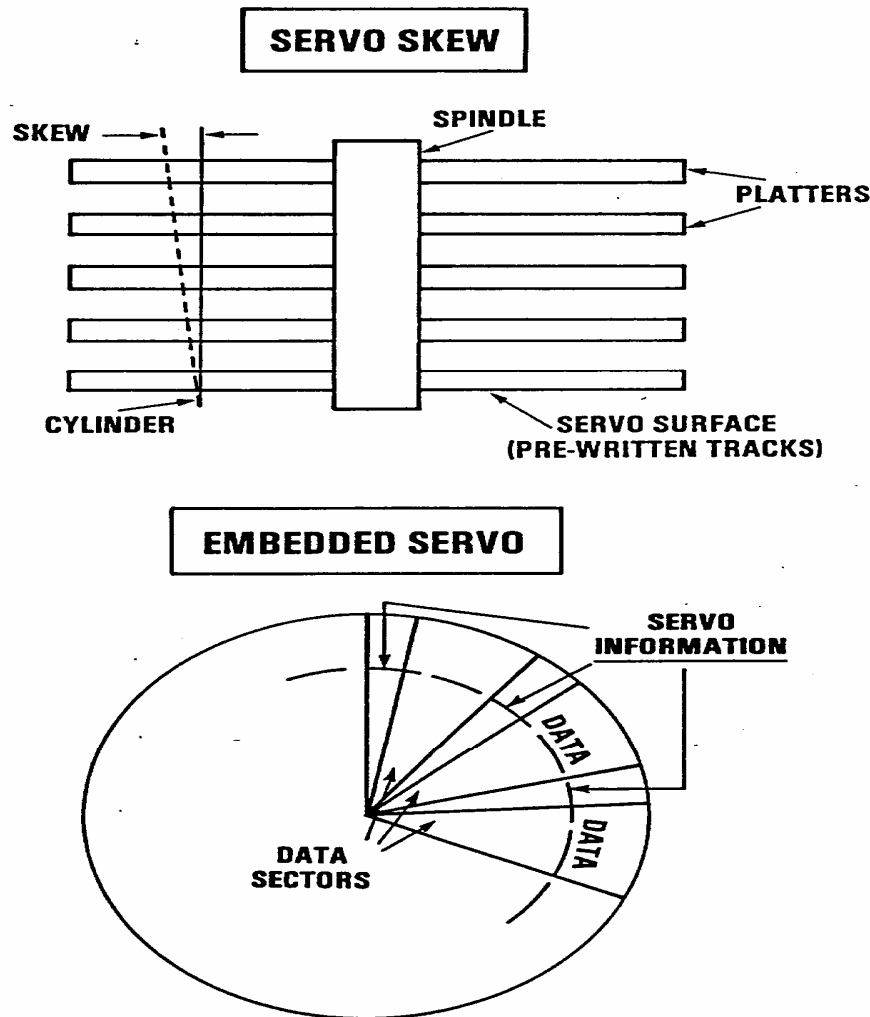 SERVO SKEW
SKEW
SPINDLE
PLATTERS
CYLINDER
SERVO SURFACE
(PRE-WRITTEN TRACKS)
EMBEDDED SERVO
SERVO
INFORMATION
DATA
DATA
DATA
SECTORS